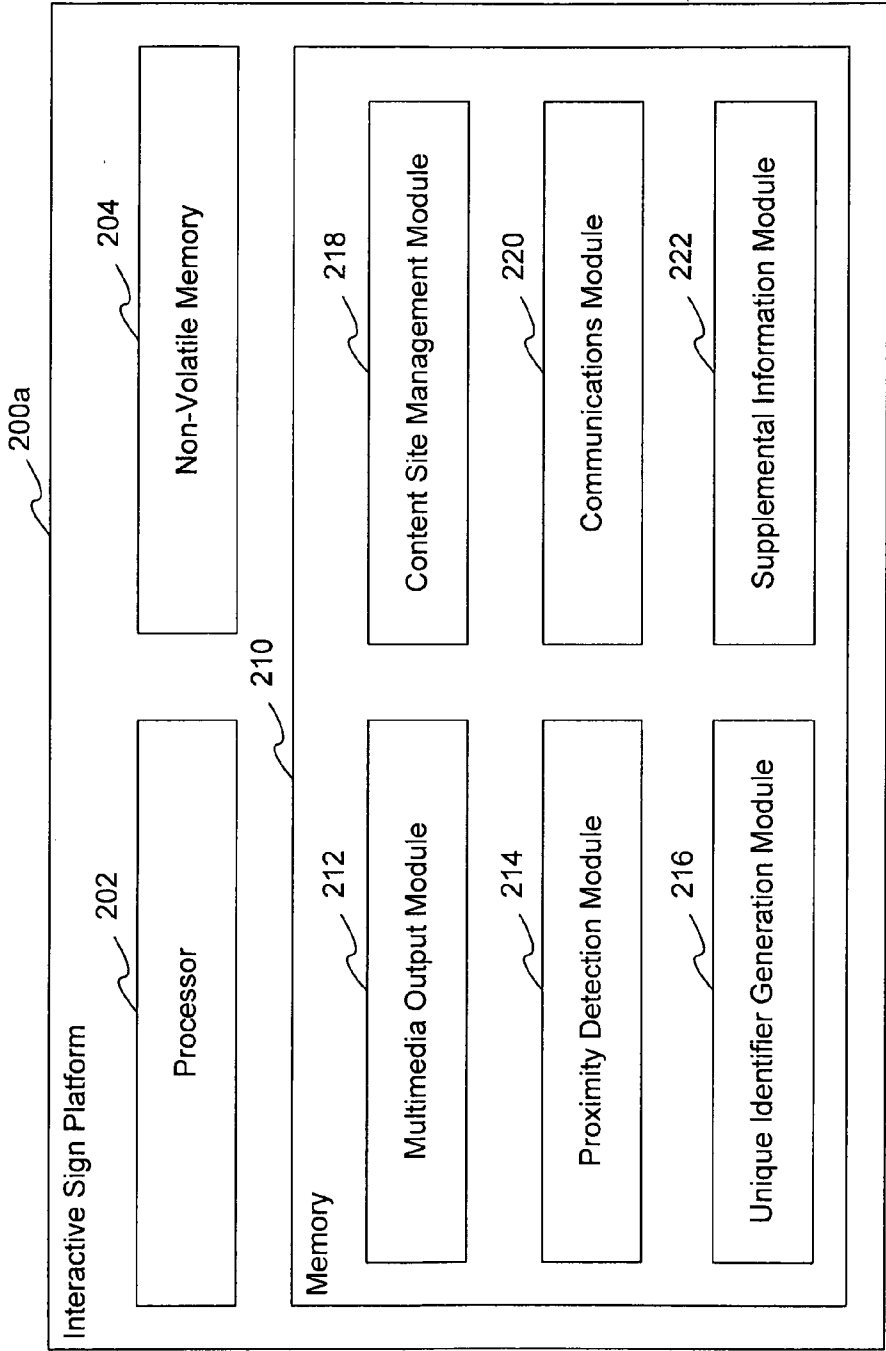 200a
Interactive Sign Platform
202
Processor
204
Non-Volatile Memory
210
Memory
212
Multimedia Output Module
218
Content Site Management Module
214
Proximity Detection Module
220
Communications Module
216
Unique Identifier Generation Module
222
Supplemental Information Module